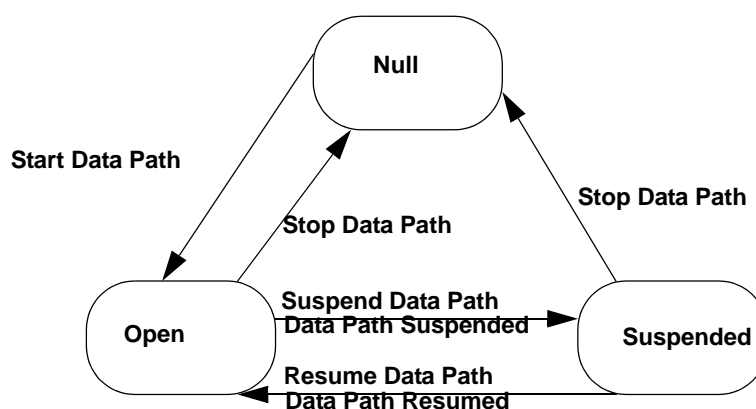 Null
Start Data Path
Stop Data Path
Stop Data Path
Suspend Data Path
Data Path Suspended
Open
Suspended
Resume Data Path
Data Path Resumed